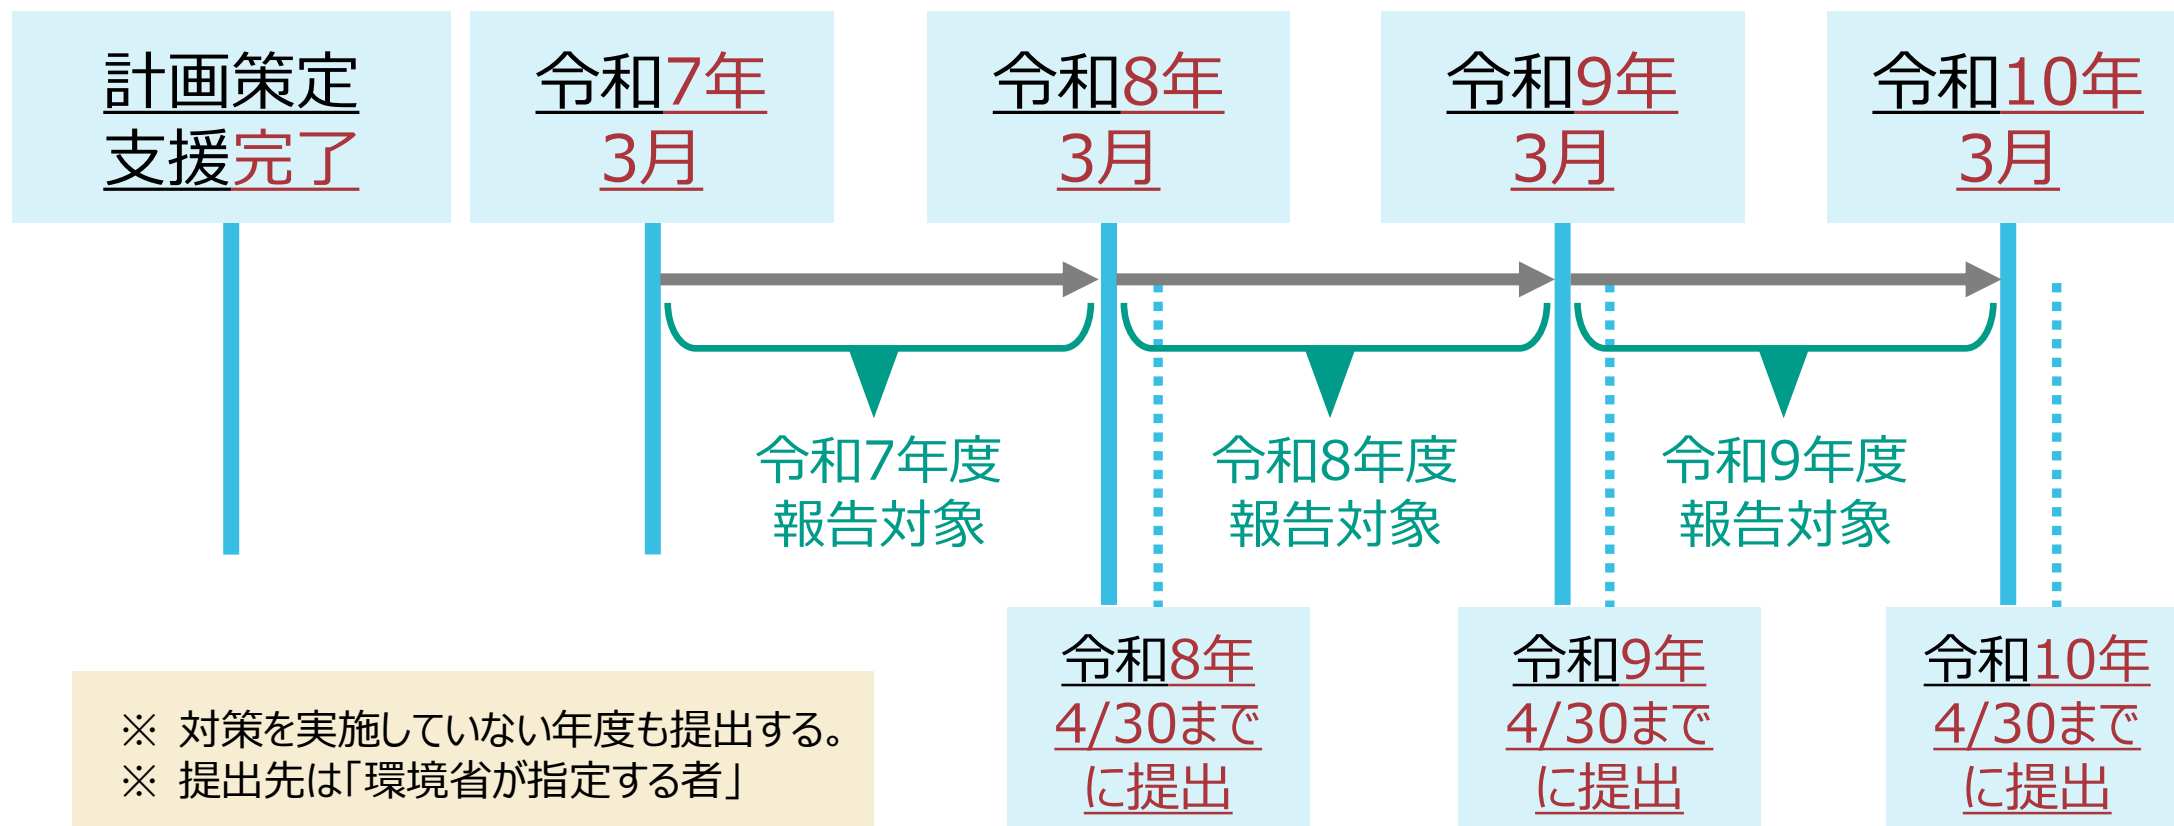 計画策定
支援完了
令和7年
3月
令和8年
3月
令和9年
3月
令和10年
3月
令和7年度
報告対象
令和8年度
報告対象
令和9年度
報告対象
令和8年
4/30まで
に提出
令和9年
4/30まで
に提出
令和10年
4/30まで
に提出
※ 対策を実施していない年度も提出する。
※ 提出先は「環境省が指定する者」